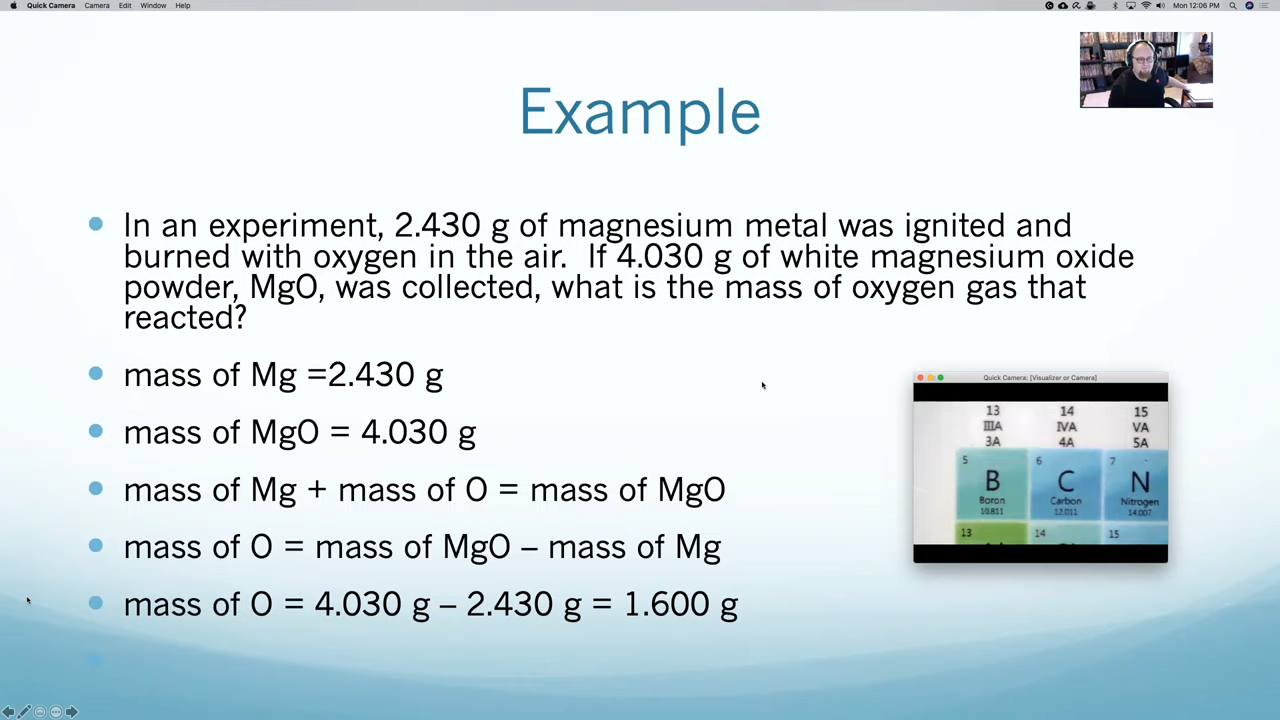 Quick Camera Camera Edit Window Help
Mon 12:06 PM
Example
In an experiment, 2.430 g of magnesium metal was ignited and
burned with oxygen in the air.  If 4.030 g of white magnesium oxide
powder, MgO, was collected, what is the mass of oxygen gas that
reacted?
mass of Mg =2.430 g
mass of MgO = 4.030 g
mass of Mg + mass of O = mass of MgO
mass of O = mass of MgO – mass of Mg
mass of O = 4.030 g – 2.430 g = 1.600 g
Quick Camera: [Visualizer or Camera]
13 14 15
IIIA IVA VA
3A 4A 5A
5 6 7
B C N
Boron Carbon Nitrogen
10.811 12.011 14.007
13 14 15